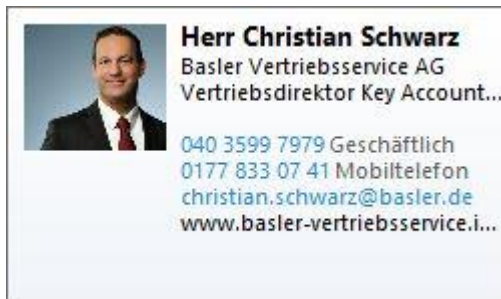 Herr Christian Schwarz
Basler Vertriebsservice AG
Vertriebsdirektor Key Account...
040 3599 7979 Geschäftlich
0177 833 07 41 Mobiltelefon
christian.schwarz@basler.de
www.basler-vertriebsservice.i...